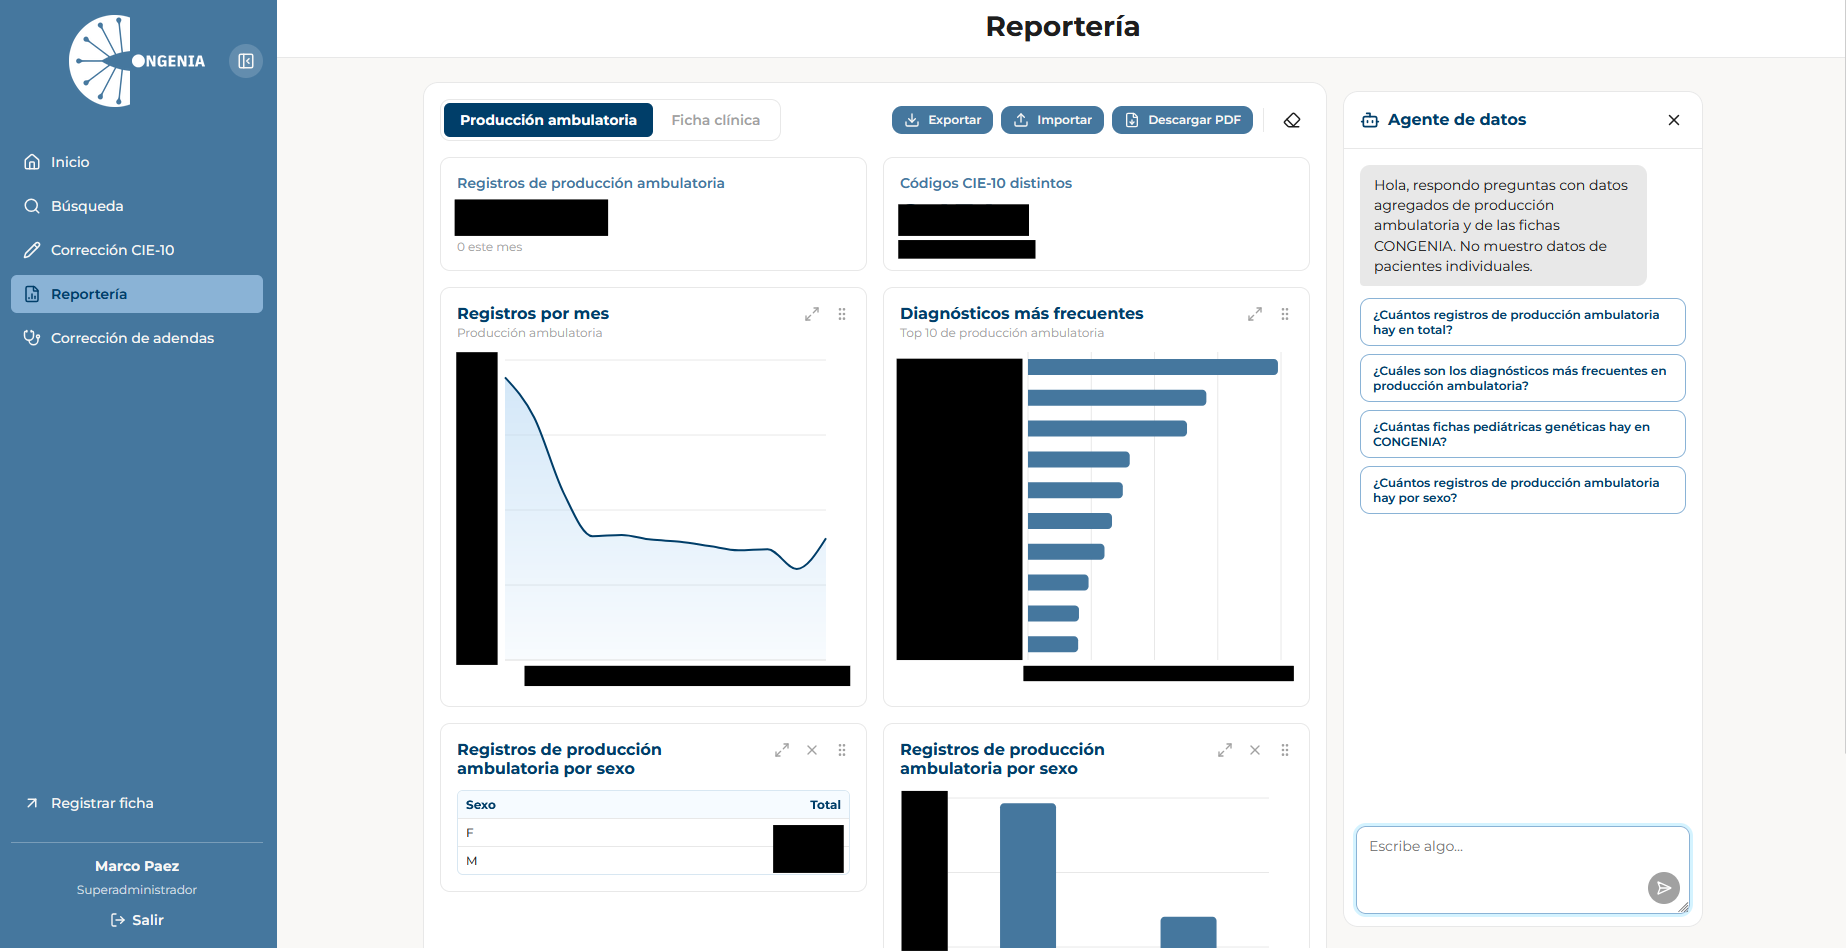 NGENIA
Inicio
Búsqueda
Corrección CIE-10
Reportería
Corrección de adendas
Registrar ficha
Marco Paez
Superadministrador
Salir
Reportería
Producción ambulatoria
Ficha clínica
Exportar
Importar
Descargar PDF
Registros de producción ambulatoria
0 este mes
Códigos CIE-10 distintos
Registros por mes
Producción ambulatoria
Diagnósticos más frecuentes
Top 10 de producción ambulatoria
Registros de producción
ambulatoria por sexo
Sexo Total
F
M
Registros de producción
ambulatoria por sexo
Agente de datos
Hola, respondo preguntas con datos
agregados de producción
ambulatoria y de las fichas
CONGENIA. No muestro datos de
pacientes individuales.
¿Cuántos registros de producción ambulatoria
hay en total?
¿Cuáles son los diagnósticos más frecuentes en
producción ambulatoria?
¿Cuántas fichas pediátricas genéticas hay en
CONGENIA?
¿Cuántos registros de producción ambulatoria
hay por sexo?
Escribe algo...